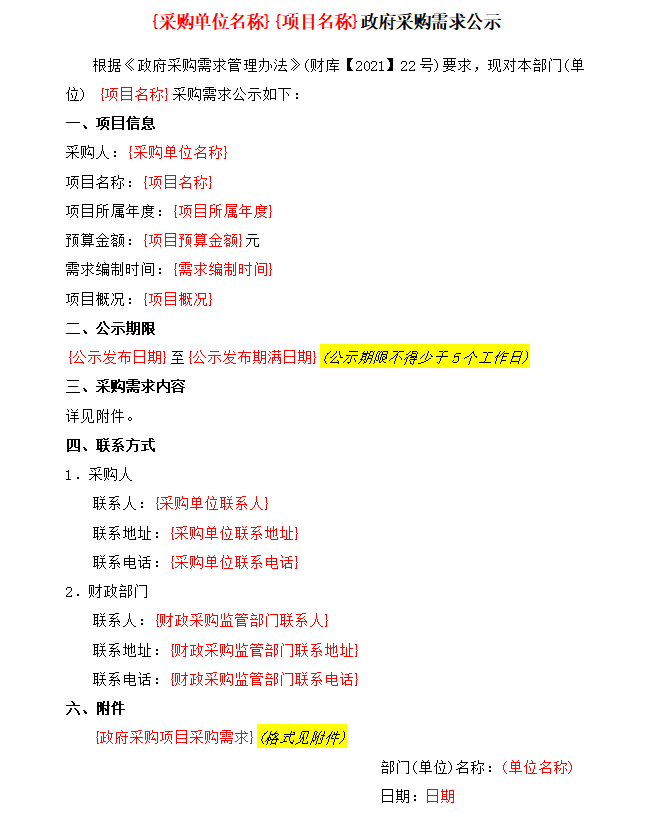 {采购单位名称}{项目名称}政府采购需求公示
根据《政府采购需求管理办法》(财库【2021】22号)要求，现对本部门(单
位) {项目名称}采购需求公示如下：
一、项目信息
采购人：{采购单位名称}
项目名称：{项目名称}
项目所属年度：{项目所属年度}
预算金额：{项目预算金额}元
需求编制时间：{需求编制时间}
项目概况：{项目概况}
二、公示期限
{公示发布日期}至{公示发布期满日期}(公示期限不得少于5个工作日)
三、采购需求内容
详见附件。
四、联系方式
1．采购人
联系人：{采购单位联系人}
联系地址：{采购单位联系地址}
联系电话：{采购单位联系电话}
2．财政部门
联系人：{财政采购监管部门联系人}
联系地址：{财政采购监管部门联系地址}
联系电话：{财政采购监管部门联系电话}
六、附件
{政府采购项目采购需求}(格式见附件)
部门(单位)名称：(单位名称)
日期：日期